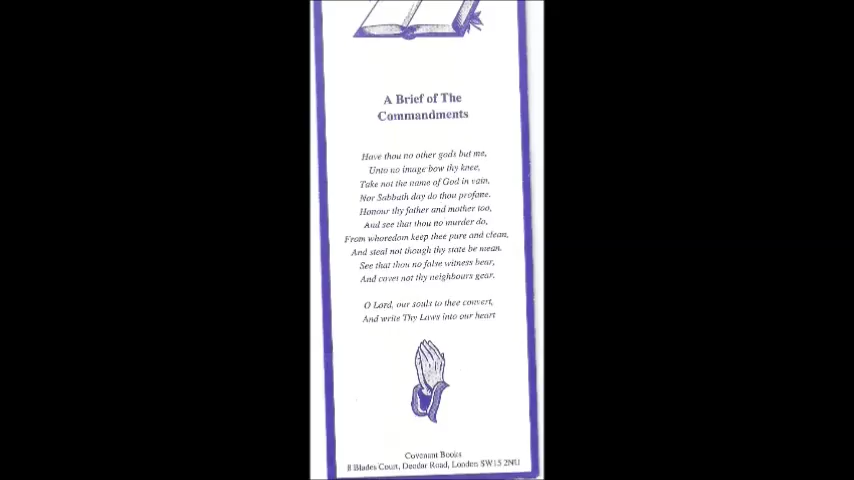 A Brief of The
Commandments
Have thou no other gods but me,
Unto no image bow thy knee,
Take not the name of God in vain,
Nor Sabbath day do thou profane.
Honour thy father and mother too,
And see that thou no murder do,
From whoredom keep thee pure and clean,
And steal not though thy state be mean.
See that thou no false witness bear,
And covet not thy neighbours gear.
O Lord, our souls to thee convert,
And write Thy Laws into our heart
Covenant Books
8 Blades Court, Deodar Road, London SW15 2NU